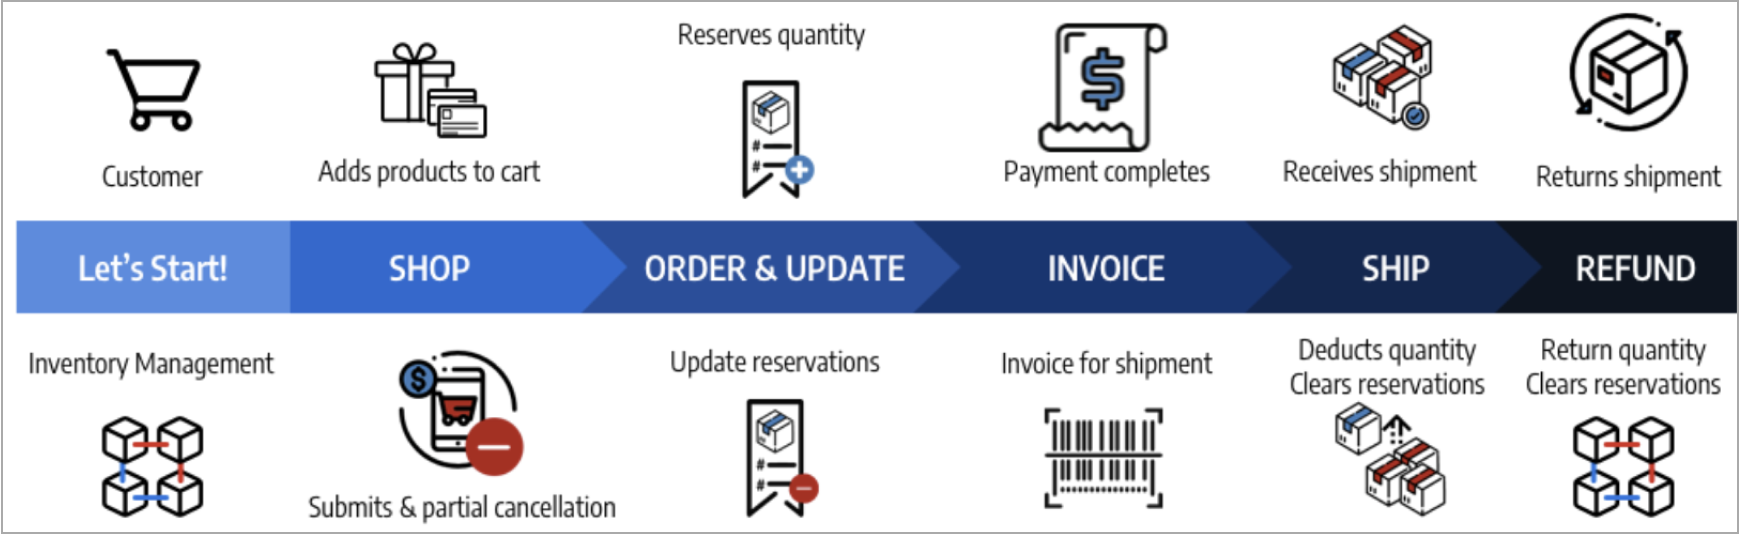 Reserves quantity
Customer
Adds products to cart
Payment completes
Receives shipment
Returns shipment
Let's Start!
SHOP
ORDER & UPDATE
INVOICE
SHIP
REFUND
Inventory Management
Submits & partial cancellation
Update reservations
Invoice for shipment
Deducts quantity
Clears reservations
Return quantity
Clears reservations